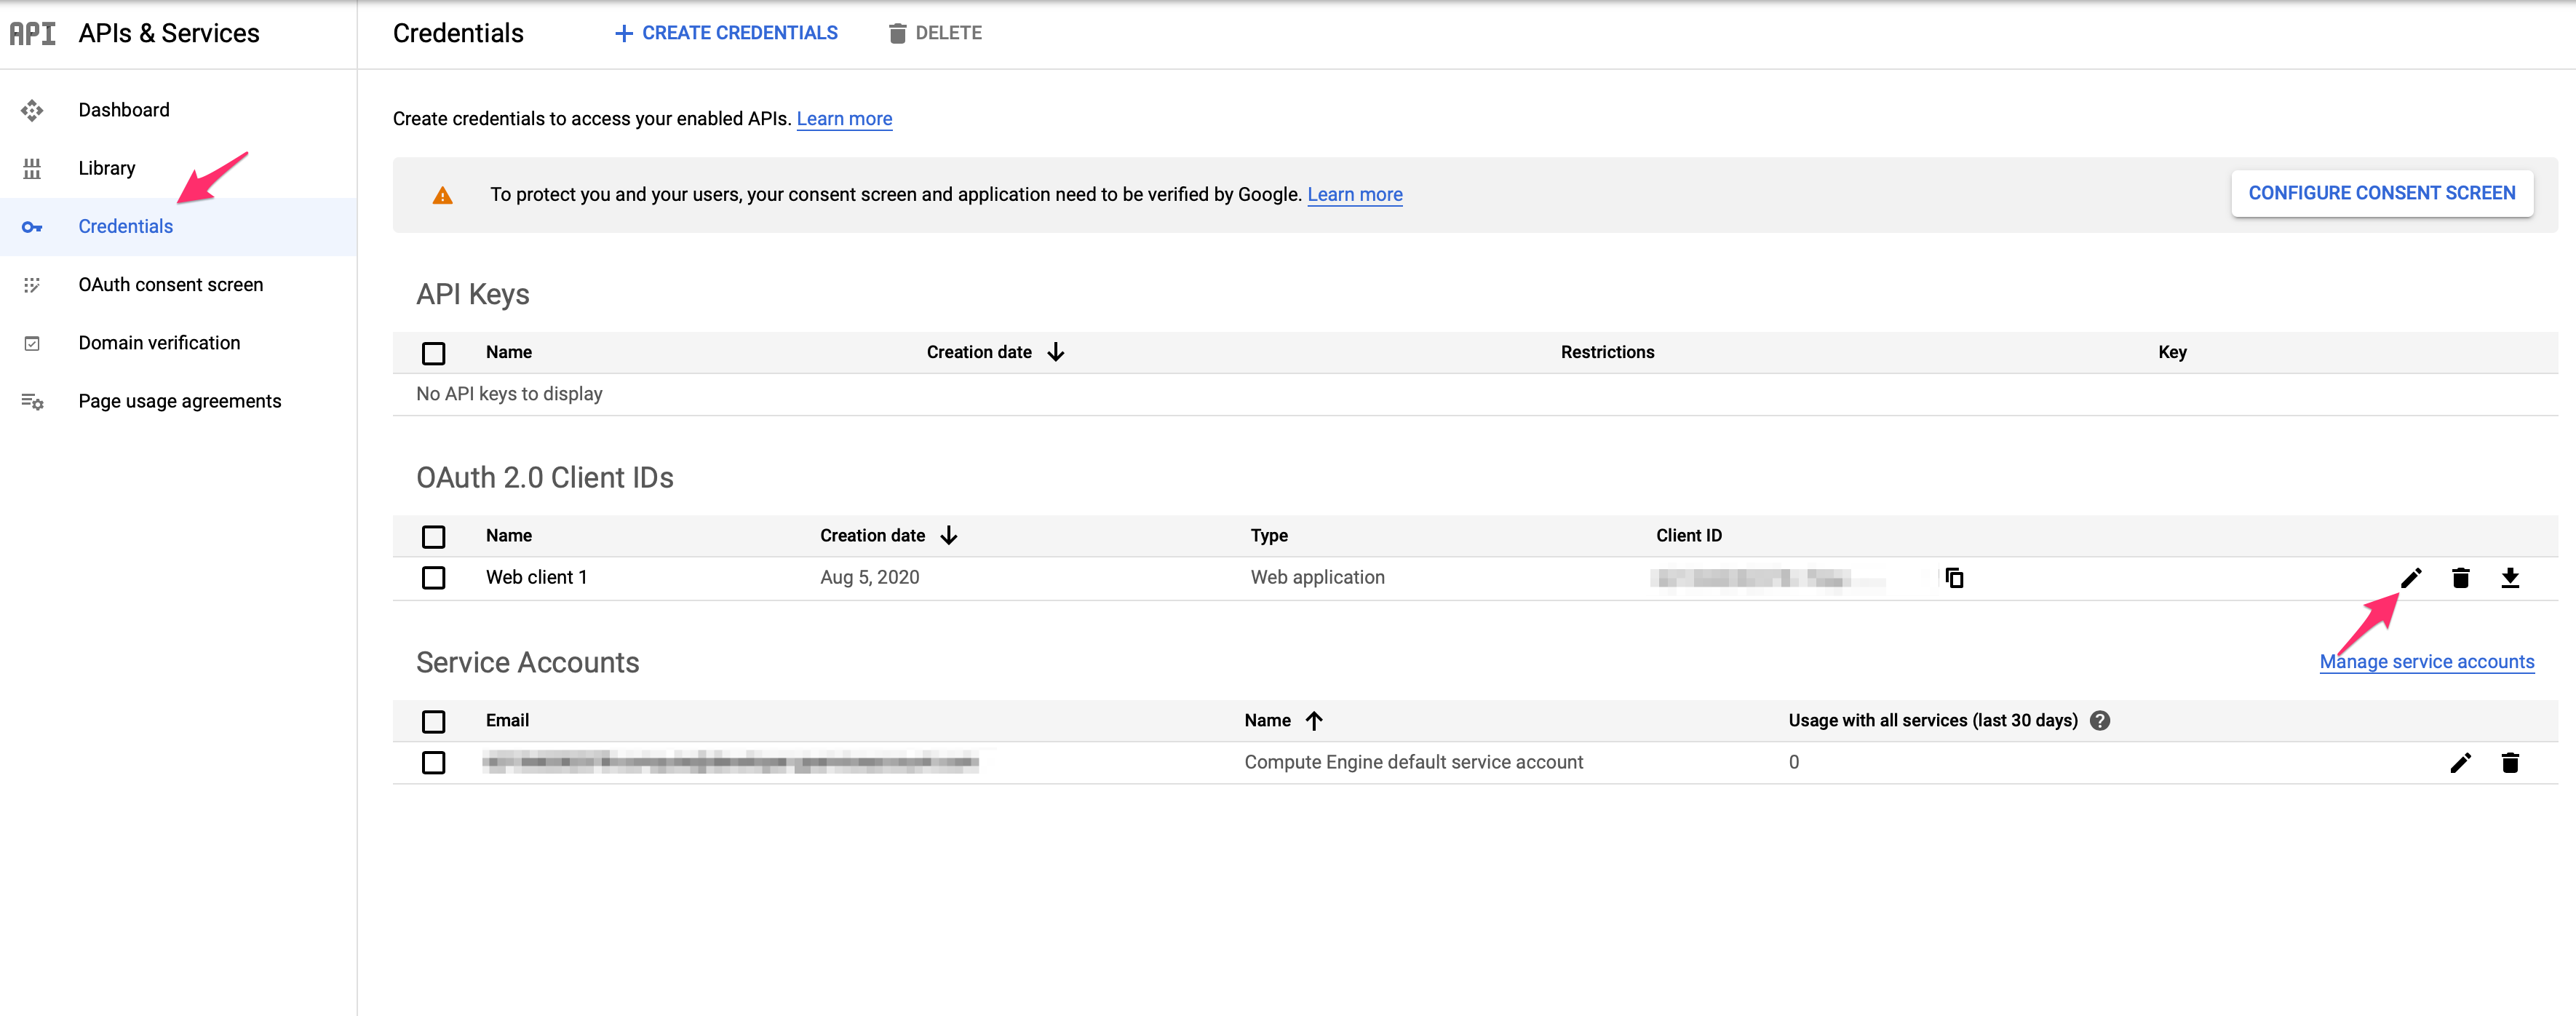 API APIs & Services
Credentials
CREATE CREDENTIALS
DELETE
Dashboard
Library
Credentials
OAuth consent screen
Domain verification
Page usage agreements
Create credentials to access your enabled APIs. Learn more
To protect you and your users, your consent screen and application need to be verified by Google. Learn more
CONFIGURE CONSENT SCREEN
API Keys
Name Creation date Restrictions Key
No API keys to display
OAuth 2.0 Client IDs
Name Creation date Type Client ID
Web client 1 Aug 5, 2020 Web application
Service Accounts
Manage service accounts
Email Name Usage with all services (last 30 days) ?
Compute Engine default service account 0